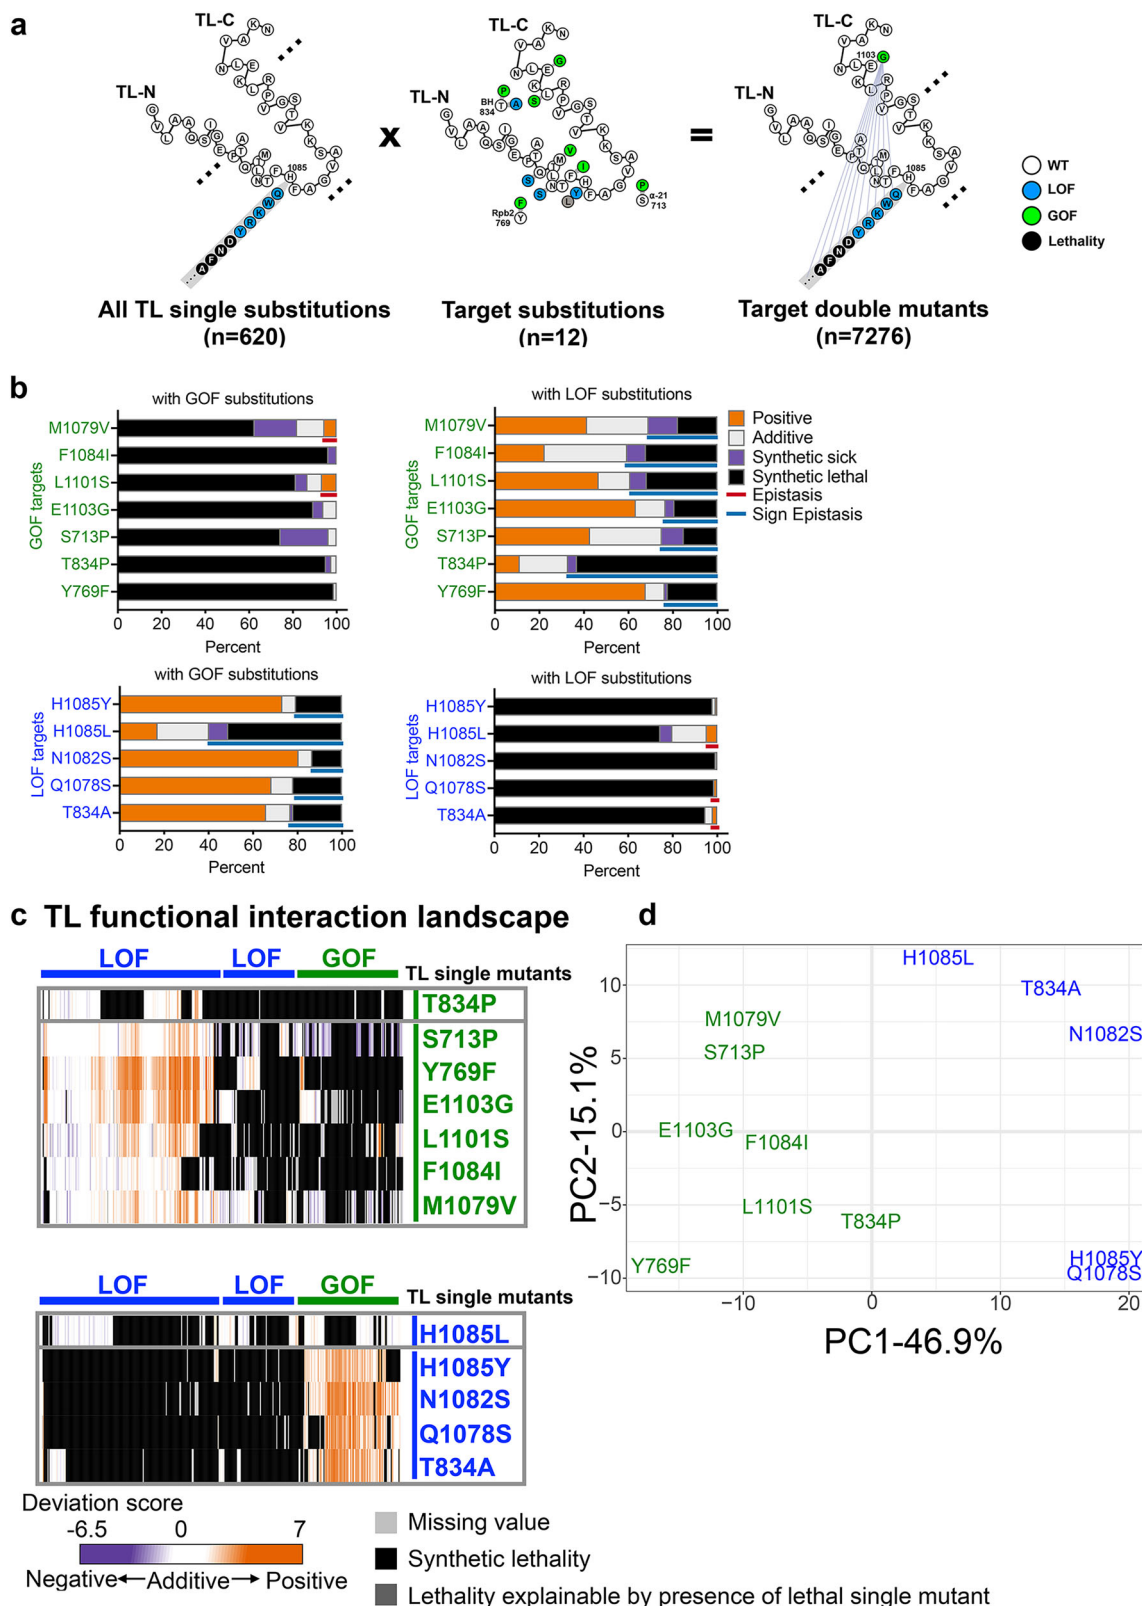 a
TL-C
TL-N
1085
All TL single substitutions
(n=620)
x
TL-C
TL-N
BH
834
Rpb2
769
α-21
713
Target substitutions
(n=12)
=
TL-C
TL-N
1103
1085
Target double mutants
(n=7276)
WT
LOF
GOF
Lethality
b
with GOF substitutions
GOF targets
M1079V
F1084I
L1101S
E1103G
S713P
T834P
Y769F
0 20 40 60 80 100
Percent
with LOF substitutions
GOF targets
M1079V
F1084I
L1101S
E1103G
S713P
T834P
Y769F
0 20 40 60 80 100
Percent
Positive
Additive
Synthetic sick
Synthetic lethal
Epistasis
Sign Epistasis
with GOF substitutions
LOF targets
H1085Y
H1085L
N1082S
Q1078S
T834A
0 20 40 60 80 100
Percent
with LOF substitutions
LOF targets
H1085Y
H1085L
N1082S
Q1078S
T834A
0 20 40 60 80 100
Percent
c TL functional interaction landscape
LOF LOF GOF
TL single mutants
T834P
S713P
Y769F
E1103G
L1101S
F1084I
M1079V
LOF LOF GOF
TL single mutants
H1085L
H1085Y
N1082S
Q1078S
T834A
Deviation score
-6.5 0 7
Negative Additive Positive
Missing value
Synthetic lethality
Lethality explainable by presence of lethal single mutant
d
PC2-15.1%
10
5
0
−5
−10
H1085L
T834A
M1079V
N1082S
S713P
E1103G
F1084I
L1101S
T834P
Y769F
H1085Y
Q1078S
−10 0 10 20
PC1-46.9%